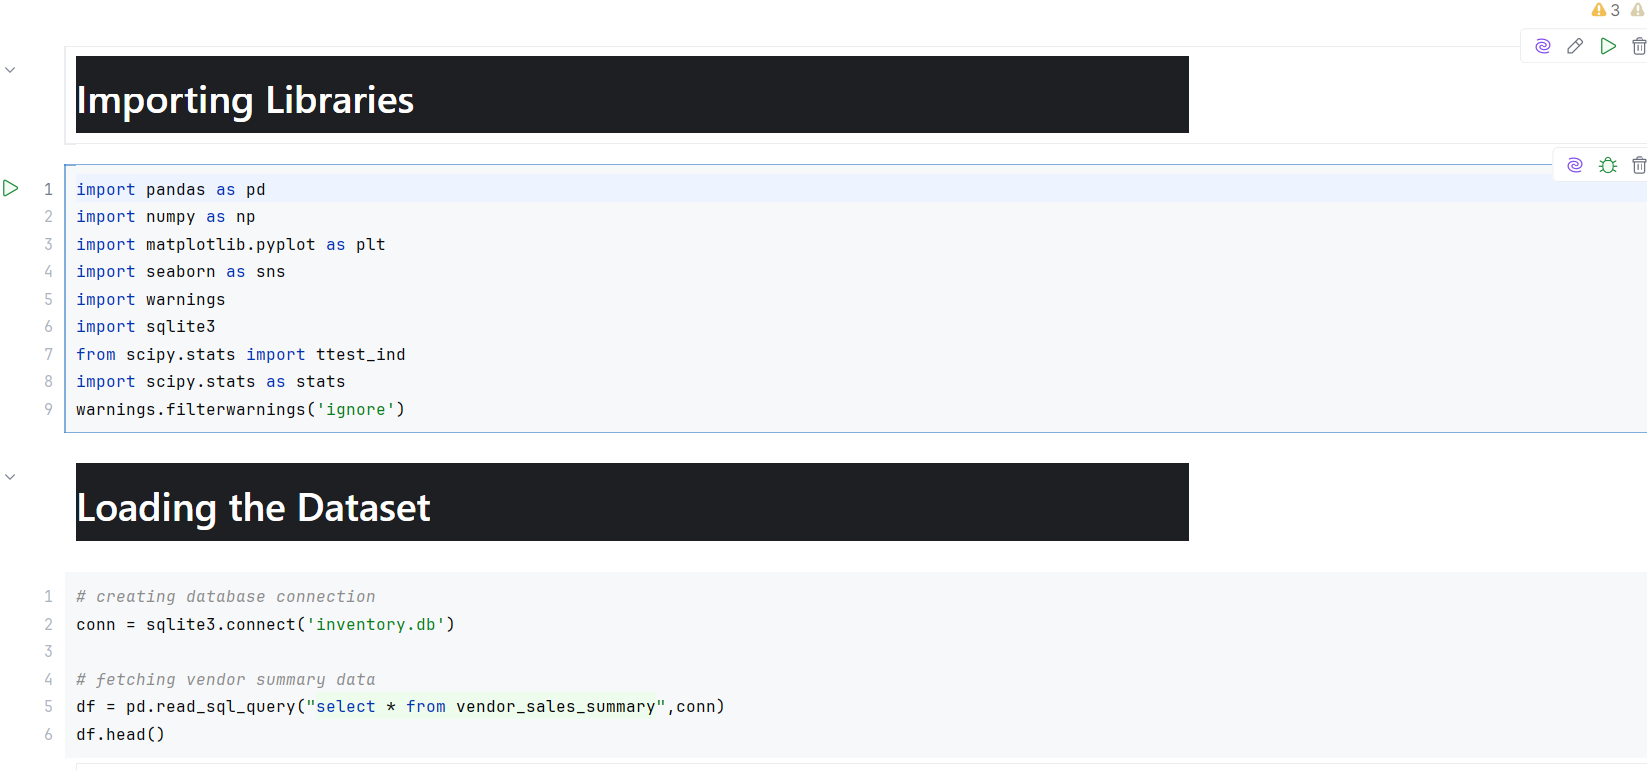 3
Importing Libraries
1 import pandas as pd
2 import numpy as np
3 import matplotlib.pyplot as plt
4 import seaborn as sns
5 import warnings
6 import sqlite3
7 from scipy.stats import ttest_ind
8 import scipy.stats as stats
9 warnings.filterwarnings('ignore')
Loading the Dataset
1 # creating database connection
2 conn = sqlite3.connect('inventory.db')
3
4 # fetching vendor summary data
5 df = pd.read_sql_query("select * from vendor_sales_summary",conn)
6 df.head()